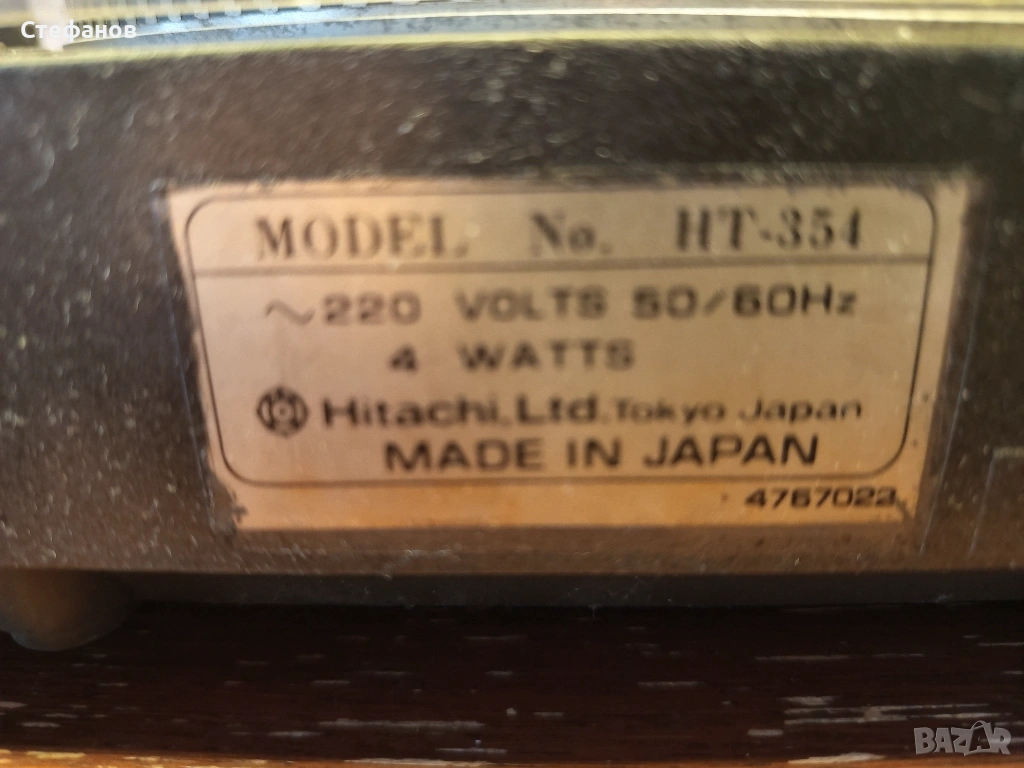 Стефанов
MODEL No. HT-354
~220 VOLTS 50/60Hz
4 WATTS
Hitachi, Ltd. Tokyo Japan
MADE IN JAPAN
4767023
BAZAR